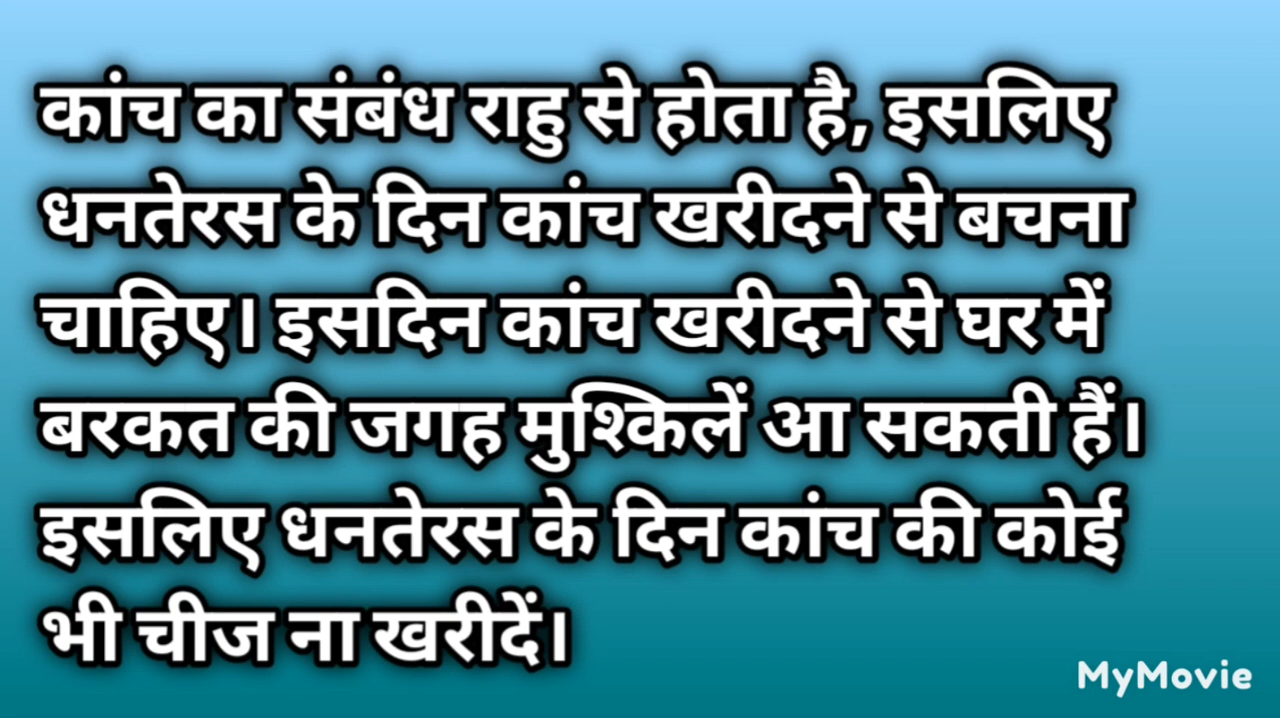 कांच का संबंध राहु से होता है, इसलिए
धनतेरस के दिन कांच खरीदने से बचना
चाहिए। इसदिन कांच खरीदने से घर में
बरकत की जगह मुश्किलें आ सकती हैं।
इसलिए धनतेरस के दिन कांच की कोई
भी चीज ना खरीदें।
MyMovie